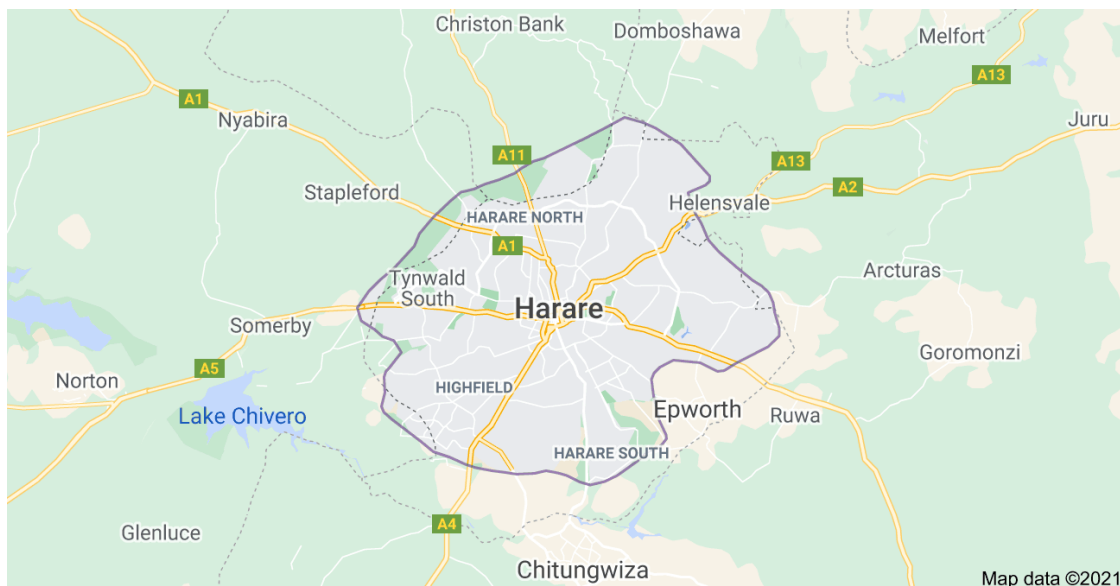 Christon Bank
Domboshawa
Melfort
A13
A1
Nyabira
Juru
A11
A13
A2
Stapleford
Helensvale
HARARE NORTH
A1
Arcturas
Tynwald
South
Harare
Somerby
Goromonzi
A5
Norton
HIGHFIELD
Lake Chivero
Epworth
Ruwa
HARARE SOUTH
A4
Glenluce
Chitungwiza
Map data ©2021